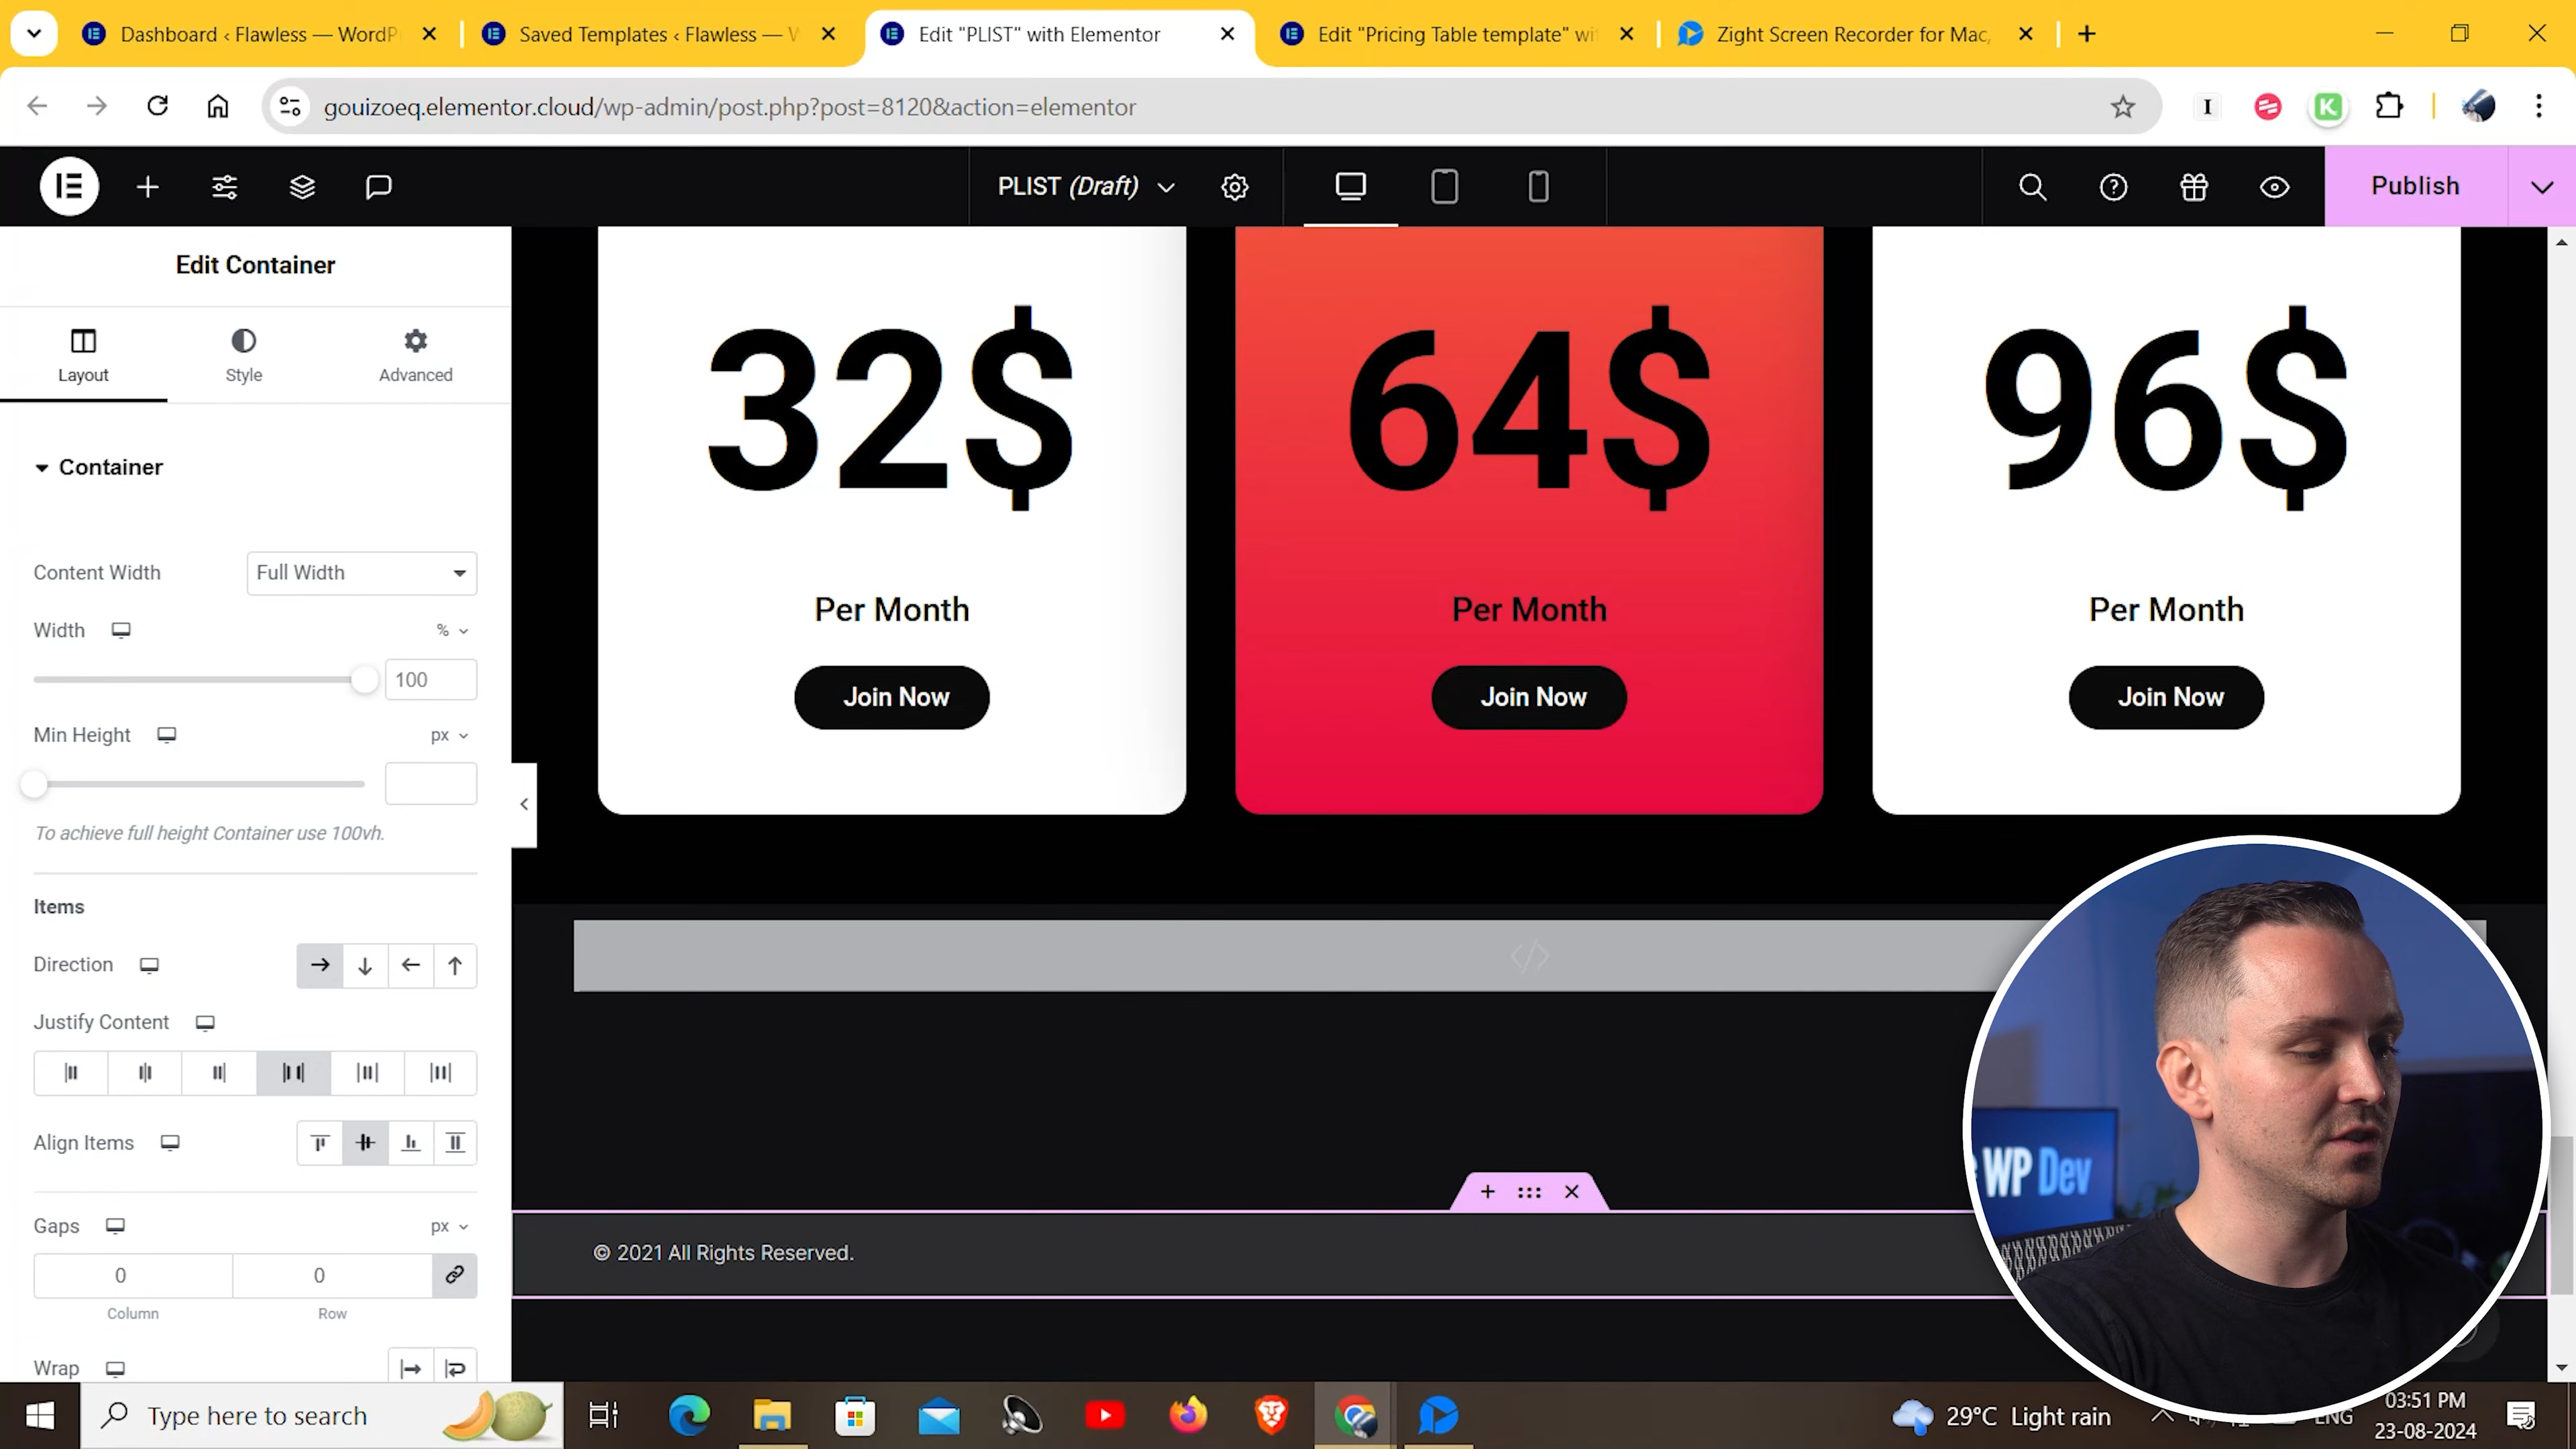 Dashboard ‹ Flawless — WordPr
Saved Templates ‹ Flawless — W
Edit "PLIST" with Elementor
Edit "Pricing Table template" wi
Zight Screen Recorder for Mac,
gouizoeq.elementor.cloud/wp-admin/post.php?post=8120&action=elementor
PLIST (Draft)
Publish
Edit Container
Layout
Style
Advanced
Container
Content Width
Full Width
Width
%
100
Min Height
px
To achieve full height Container use 100vh.
Items
Direction
Justify Content
Align Items
Gaps
px
0
0
Column
Row
Wrap
32$
64$
96$
Per Month
Per Month
Per Month
Join Now
Join Now
Join Now
© 2021 All Rights Reserved.
WP Dev
Type here to search
29°C Light rain
ENG
03:51 PM
23-08-2024